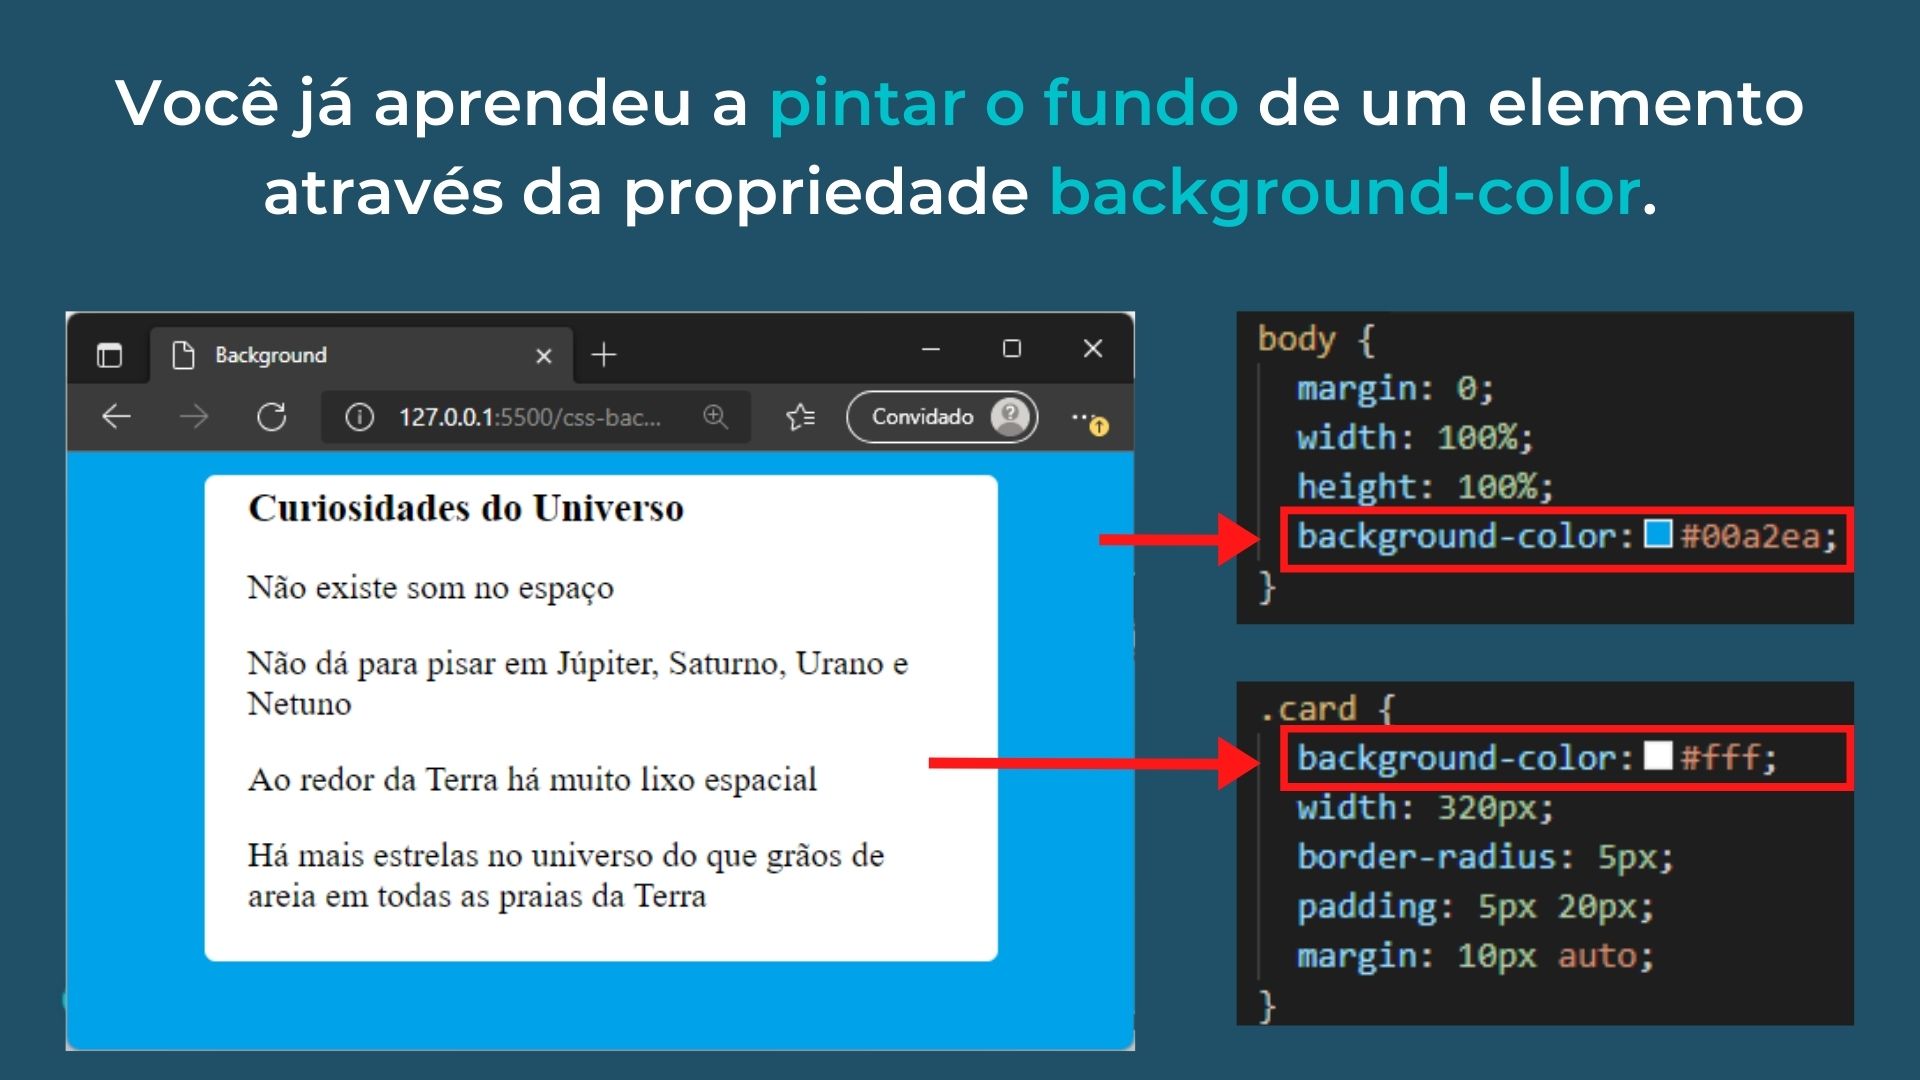 Você já aprendeu a pintar o fundo de um elemento
através da propriedade background-color.
Background
127.0.0.1:5500/css-bac...
Convidado
Curiosidades do Universo
Não existe som no espaço
Não dá para pisar em Júpiter, Saturno, Urano e
Netuno
Ao redor da Terra há muito lixo espacial
Há mais estrelas no universo do que grãos de
areia em todas as praias da Terra
body {
margin: 0;
width: 100%;
height: 100%;
background-color: #00a2ea;
}
.card {
background-color: #fff;
width: 320px;
border-radius: 5px;
padding: 5px 20px;
margin: 10px auto;
}